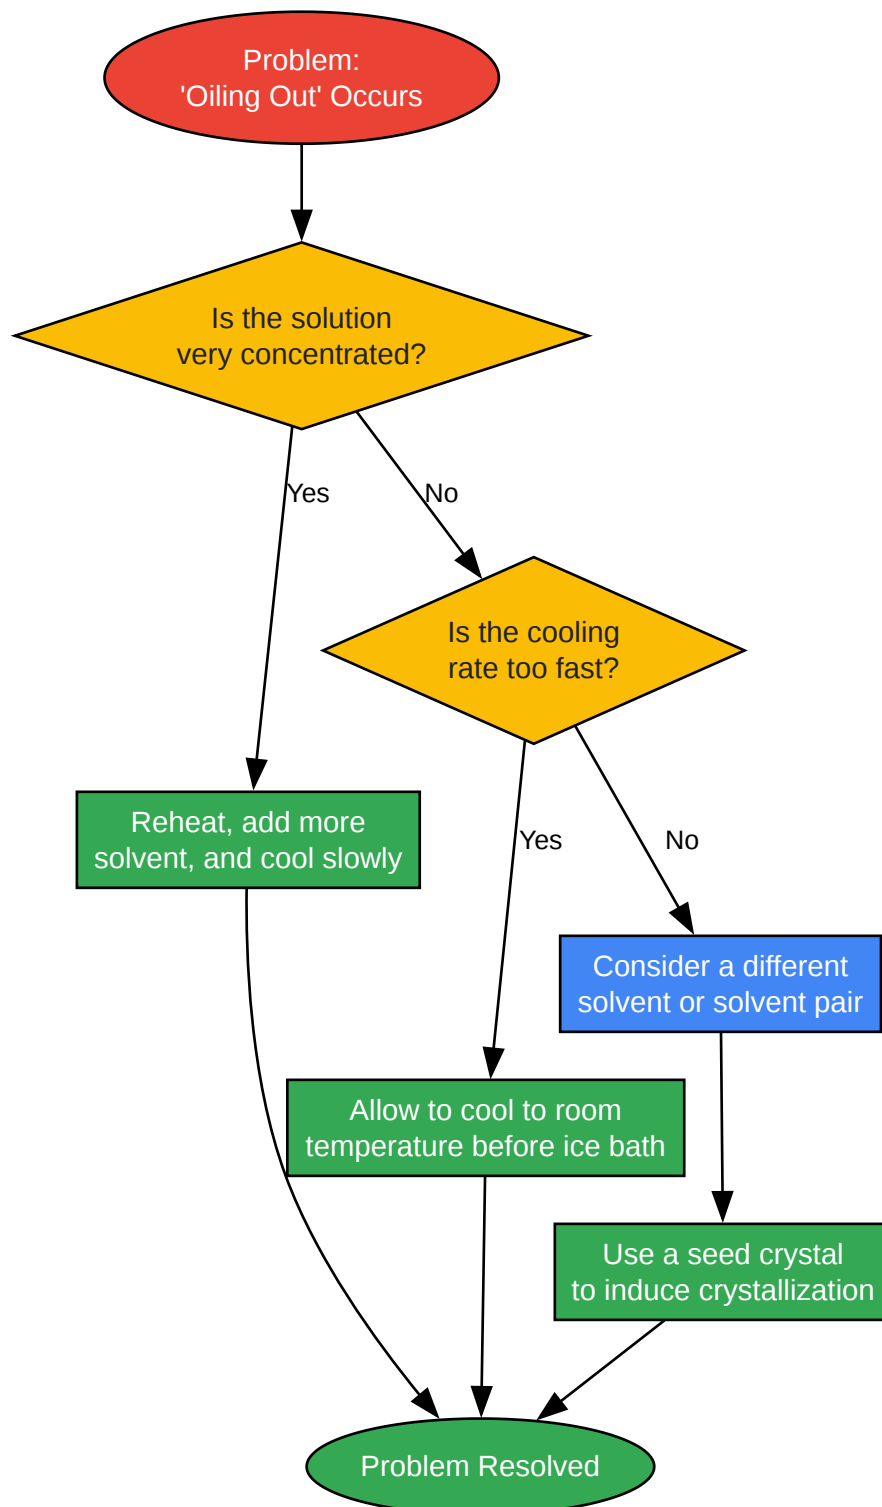 Problem:
'Oiling Out' Occurs
Is the solution
very concentrated?
Yes
No
Is the cooling
rate too fast?
Reheat, add more
solvent, and cool slowly
Yes
No
Consider a different
solvent or solvent pair
Allow to cool to room
temperature before ice bath
Use a seed crystal
to induce crystallization
Problem Resolved